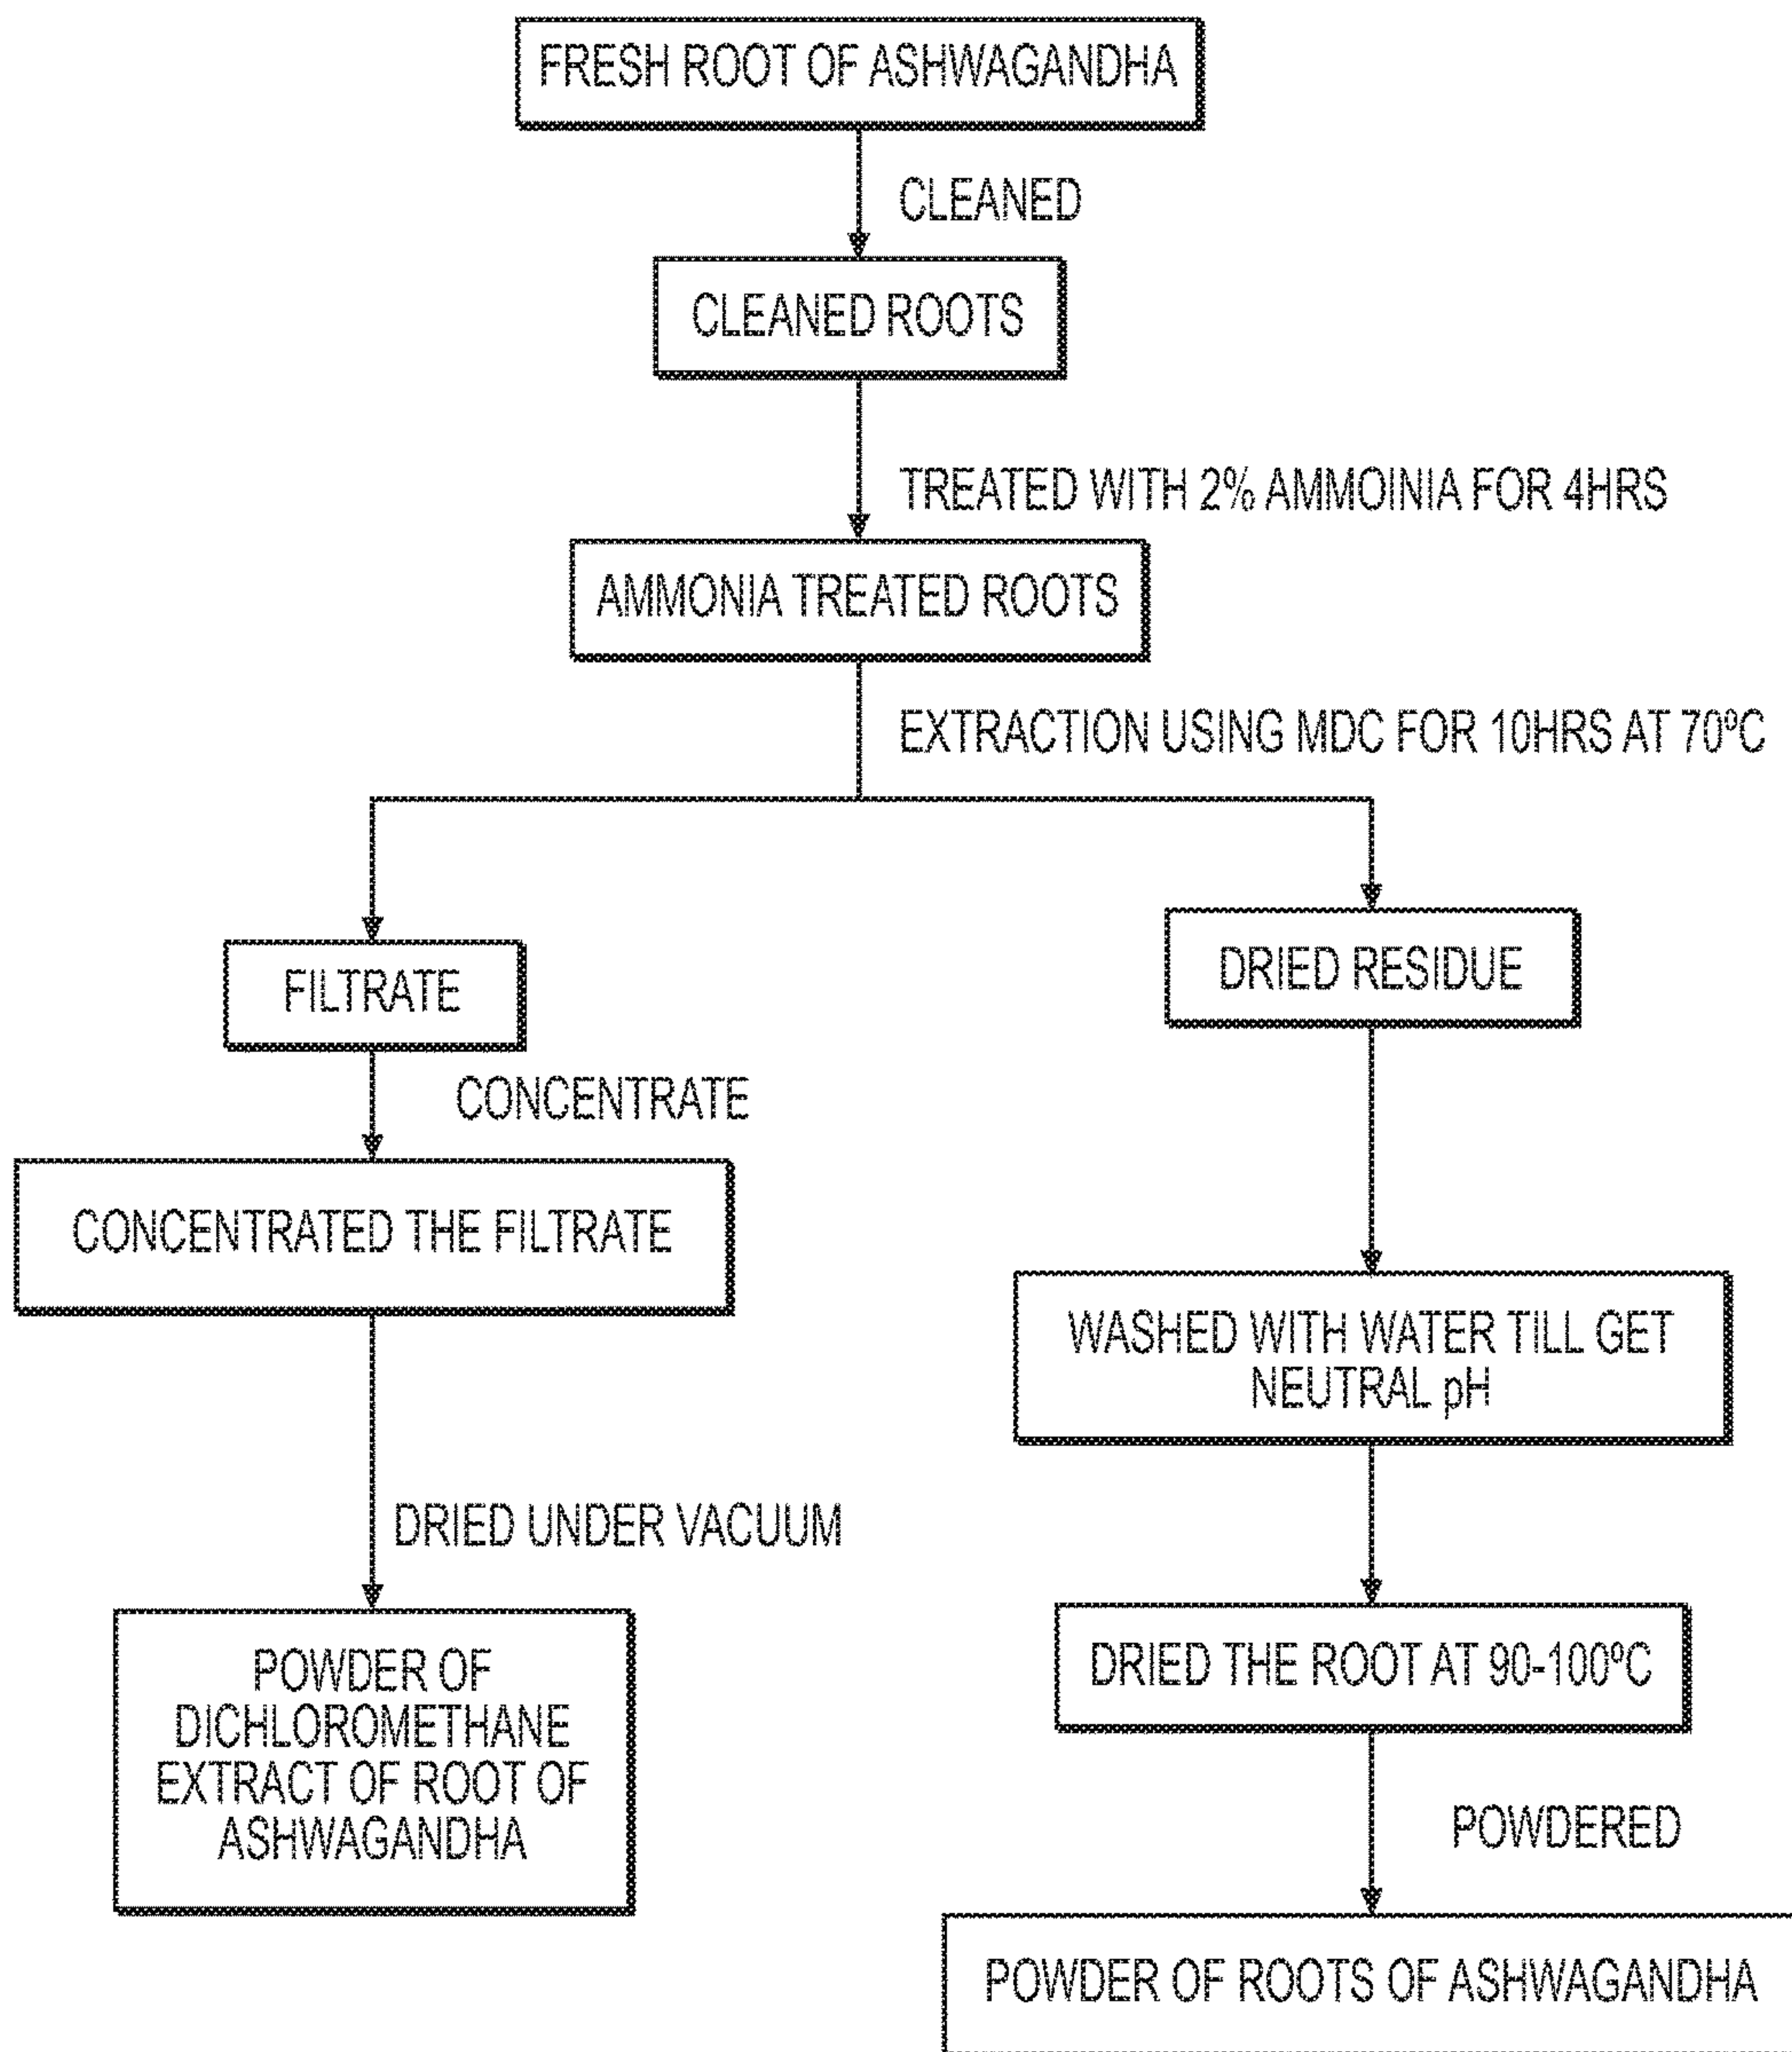 FRESH ROOT OF ASHWAGANDHA
CLEANED
CLEANED ROOTS
TREATED WITH 2% AMMOINIA FOR 4HRS
AMMONIA TREATED ROOTS
EXTRACTION USING MDC FOR 10HRS AT 70ºC
FILTRATE
CONCENTRATE
CONCENTRATED THE FILTRATE
DRIED UNDER VACUUM
POWDER OF
DICHLOROMETHANE
EXTRACT OF ROOT OF
ASHWAGANDHA
DRIED RESIDUE
WASHED WITH WATER TILL GET
NEUTRAL pH
DRIED THE ROOT AT 90-100ºC
POWDERED
POWDER OF ROOTS OF ASHWAGANDHA